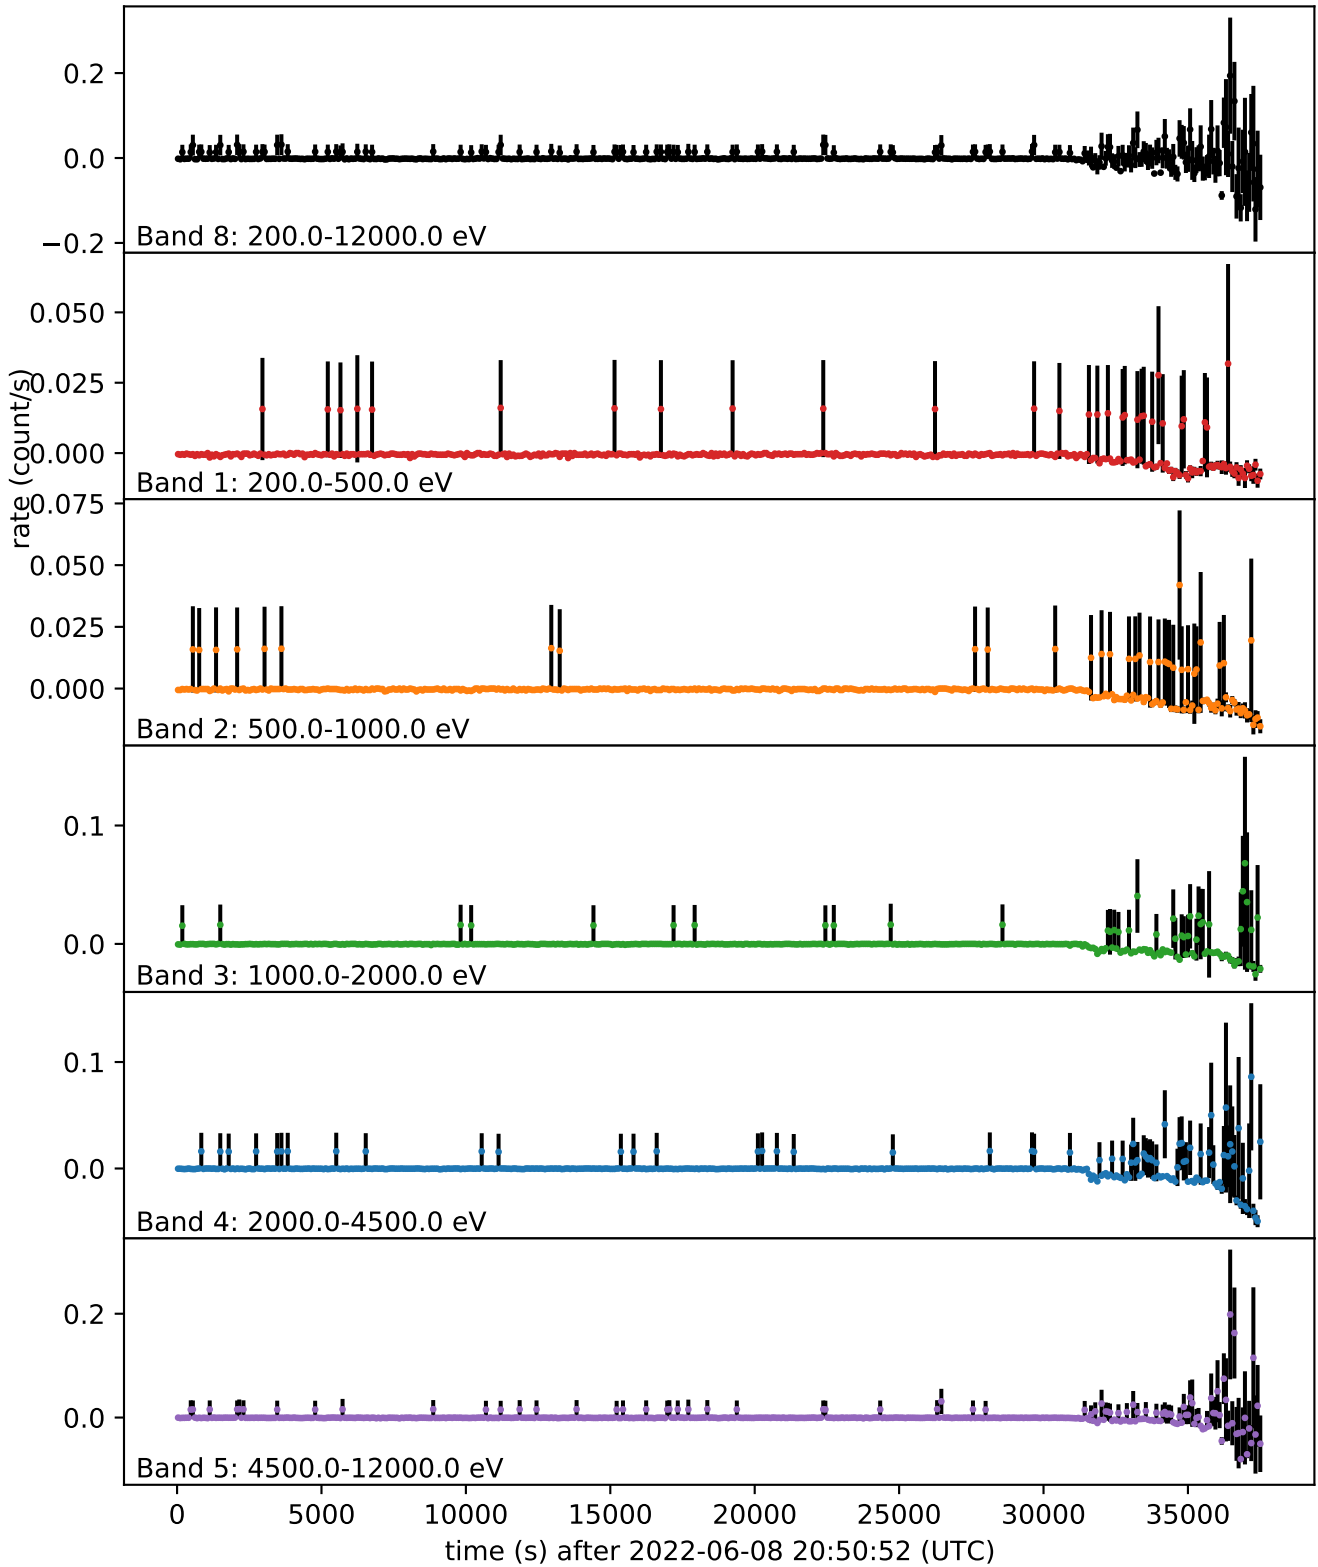 0.2
0.0
−0.2
Band 8: 200.0-12000.0 eV
0.050
0.025
0.000
Band 1: 200.0-500.0 eV
rate (count/s)
0.075
0.050
0.025
0.000
Band 2: 500.0-1000.0 eV
0.1
0.0
Band 3: 1000.0-2000.0 eV
0.1
0.0
Band 4: 2000.0-4500.0 eV
0.2
0.0
Band 5: 4500.0-12000.0 eV
0 5000 10000 15000 20000 25000 30000 35000
time (s) after 2022-06-08 20:50:52 (UTC)